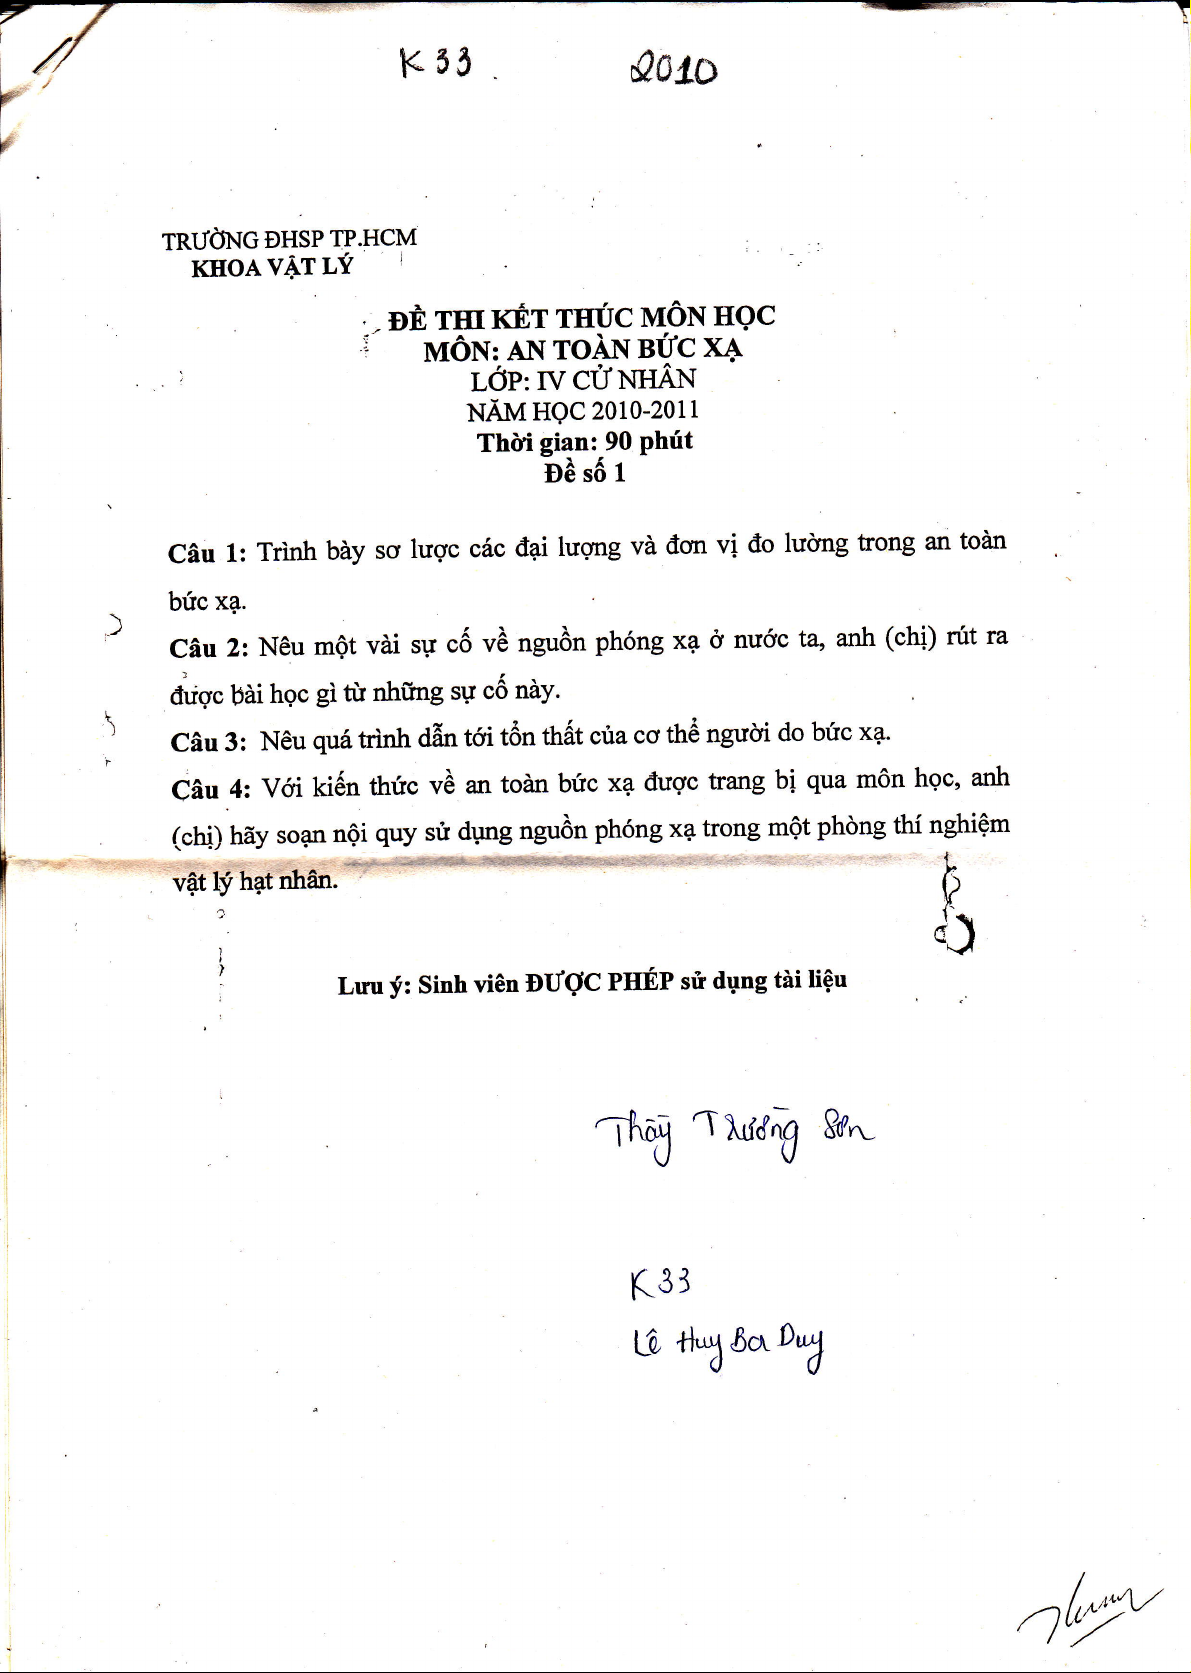 K33 2010
TRƯỜNG ĐHSP TP.HCM
KHOA VẬT LÝ
ĐỀ THI KẾT THÚC MÔN HỌC
MÔN: AN TOÀN BỨC XẠ
LỚP: IV CỬ NHÂN
NĂM HỌC 2010-2011
Thời gian: 90 phút
Đề số 1
Câu 1: Trình bày sơ lược các đại lượng và đơn vị đo lường trong an toàn
bức xạ.
Câu 2: Nêu một vài sự cố về nguồn phóng xạ ở nước ta, anh (chị) rút ra
được bài học gì từ những sự cố này.
Câu 3: Nêu quá trình dẫn tới tổn thất của cơ thể người do bức xạ.
Câu 4: Với kiến thức về an toàn bức xạ được trang bị qua môn học, anh
(chị) hãy soạn nội quy sử dụng nguồn phóng xạ trong một phòng thí nghiệm
vật lý hạt nhân.
Lưu ý: Sinh viên ĐƯỢC PHÉP sử dụng tài liệu
Thầy Trường Sơn
K33
Lê Huy Ba Duy